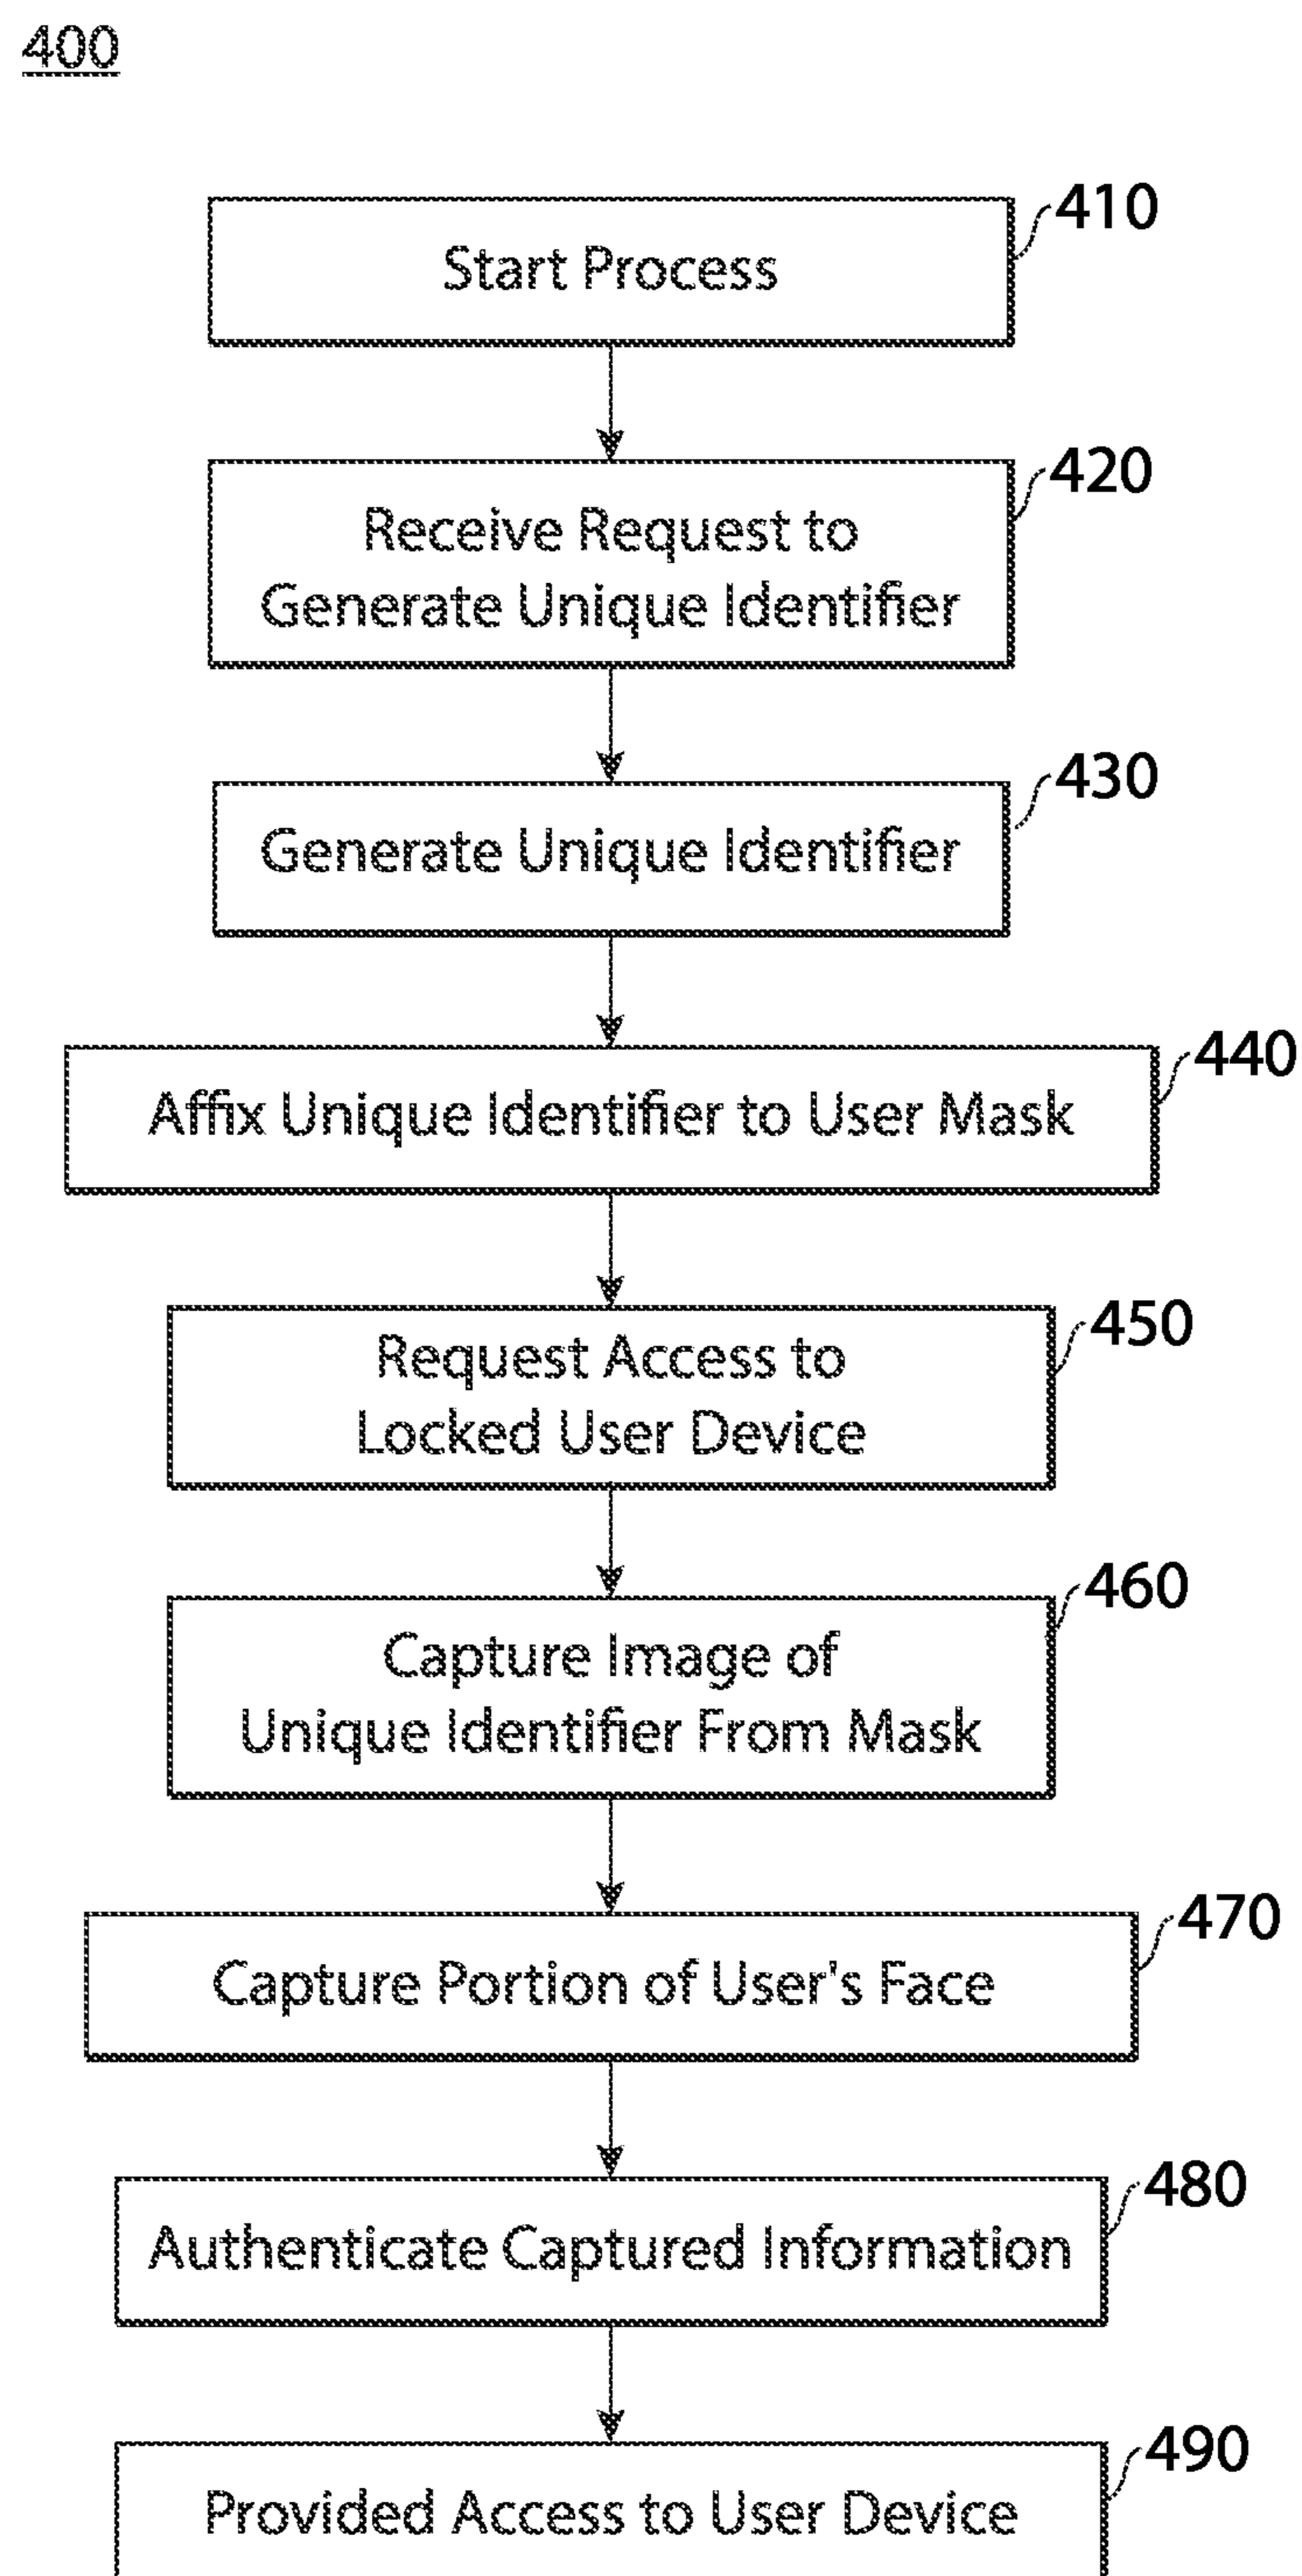 400
Start Process
410
Receive Request to
Generate Unique Identifier
420
Generate Unique Identifier
430
Affix Unique Identifier to User Mask
440
Request Access to
Locked User Device
450
Capture Image of
Unique Identifier From Mask
460
Capture Portion of User's Face
470
Authenticate Captured Information
480
Provided Access to User Device
490